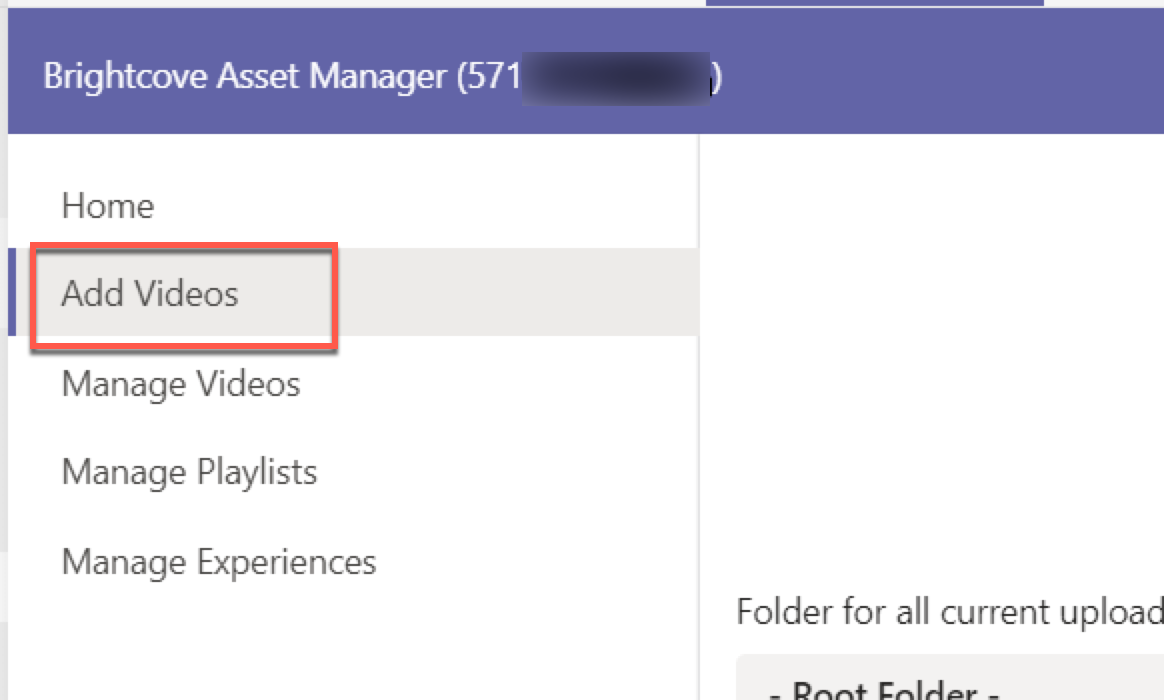 Brightcove Asset Manager (571 )
Home
Add Videos
Manage Videos
Manage Playlists
Manage Experiences
Folder for all current upload
- Root Folder -